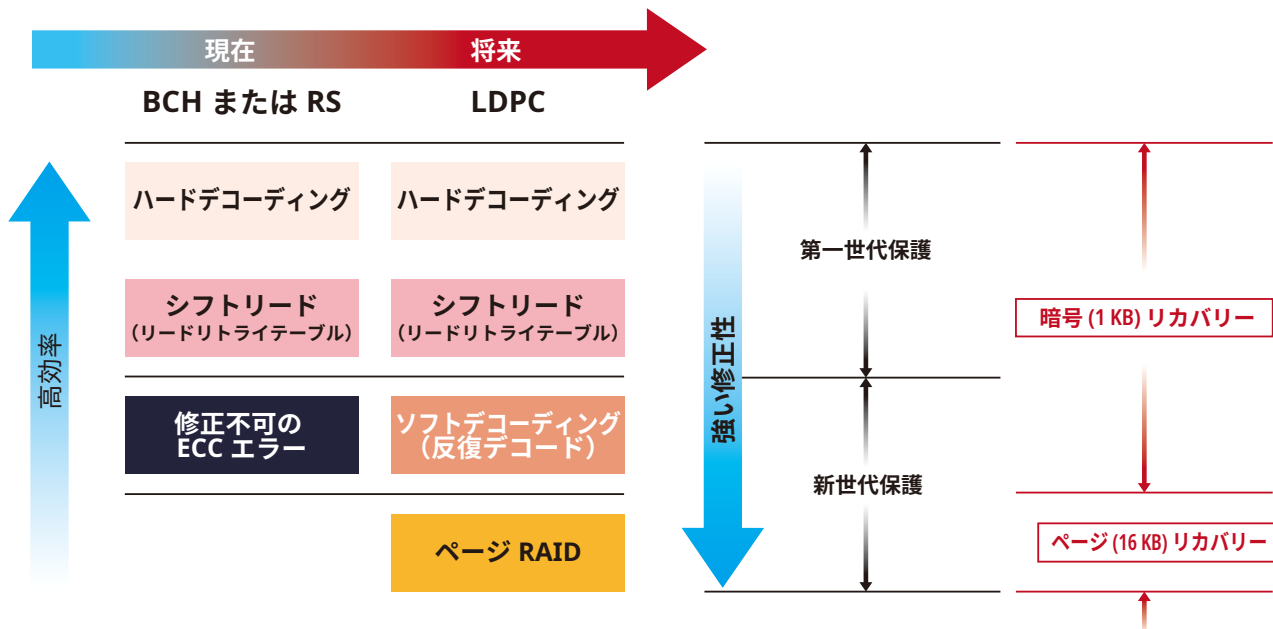 現在
将来
BCH または RS
LDPC
ハードデコーディング
ハードデコーディング
シフトリード
(リードリトライテーブル)
シフトリード
(リードリトライテーブル)
修正不可の
ECC エラー
ソフトデコーディング
(反復デコード)
ページ RAID
高効率
強い修正性
第一世代保護
新世代保護
暗号 (1 KB) リカバリー
ページ (16 KB) リカバリー